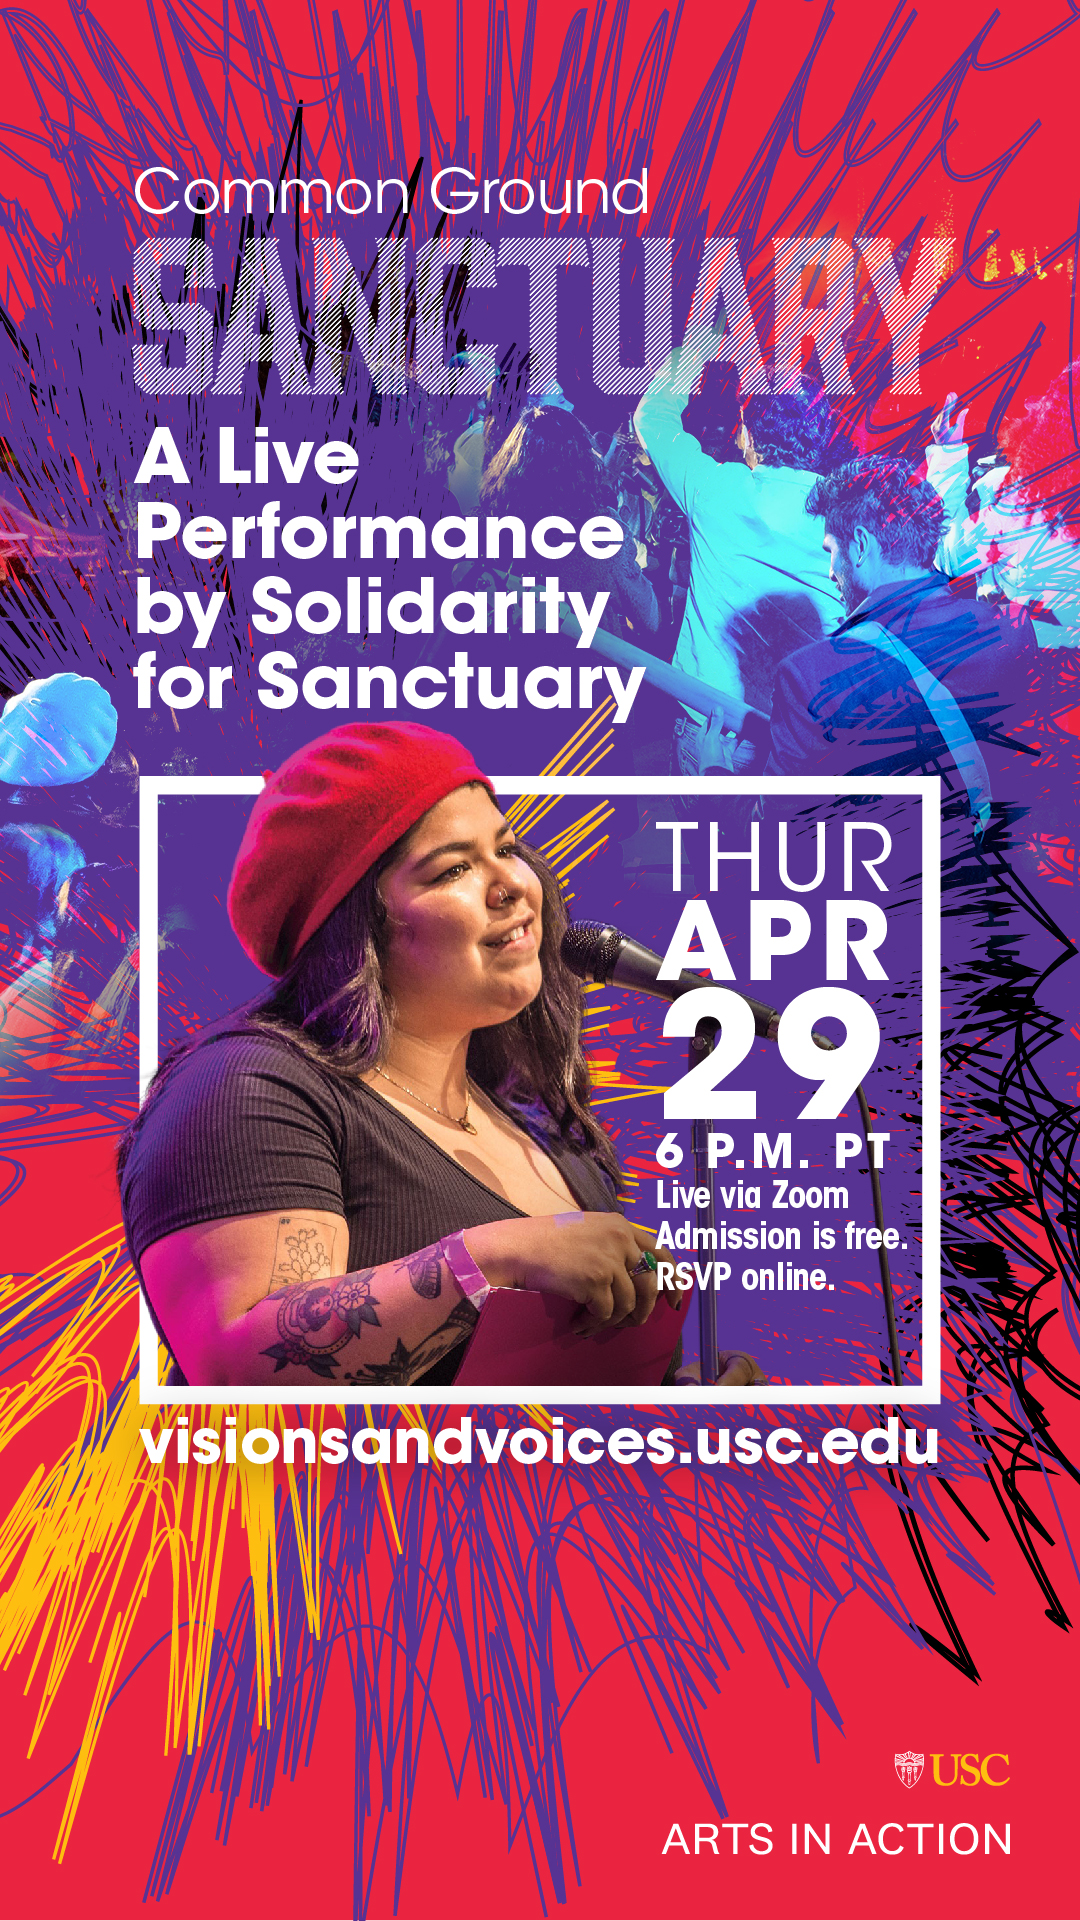 Common Ground
SANCTUARY
A Live
Performance
by Solidarity
for Sanctuary
THUR
APR
29
6 P.M. PT
Live via Zoom
Admission is free.
RSVP online.
visionsandvoices.usc.edu
USC
ARTS IN ACTION